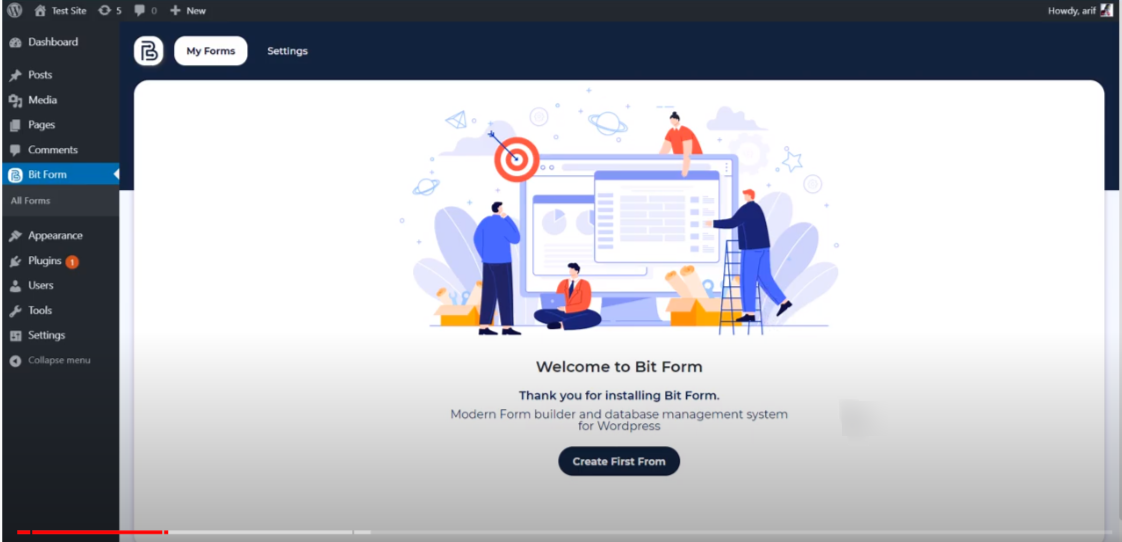 Test Site 5 0 New Howdy, arif
Dashboard
Posts
Media
Pages
Comments
Bit Form
All Forms
Appearance
Plugins 1
Users
Tools
Settings
Collapse menu
My Forms Settings
Welcome to Bit Form
Thank you for installing Bit Form.
Modern Form builder and database management system
for Wordpress
Create First From